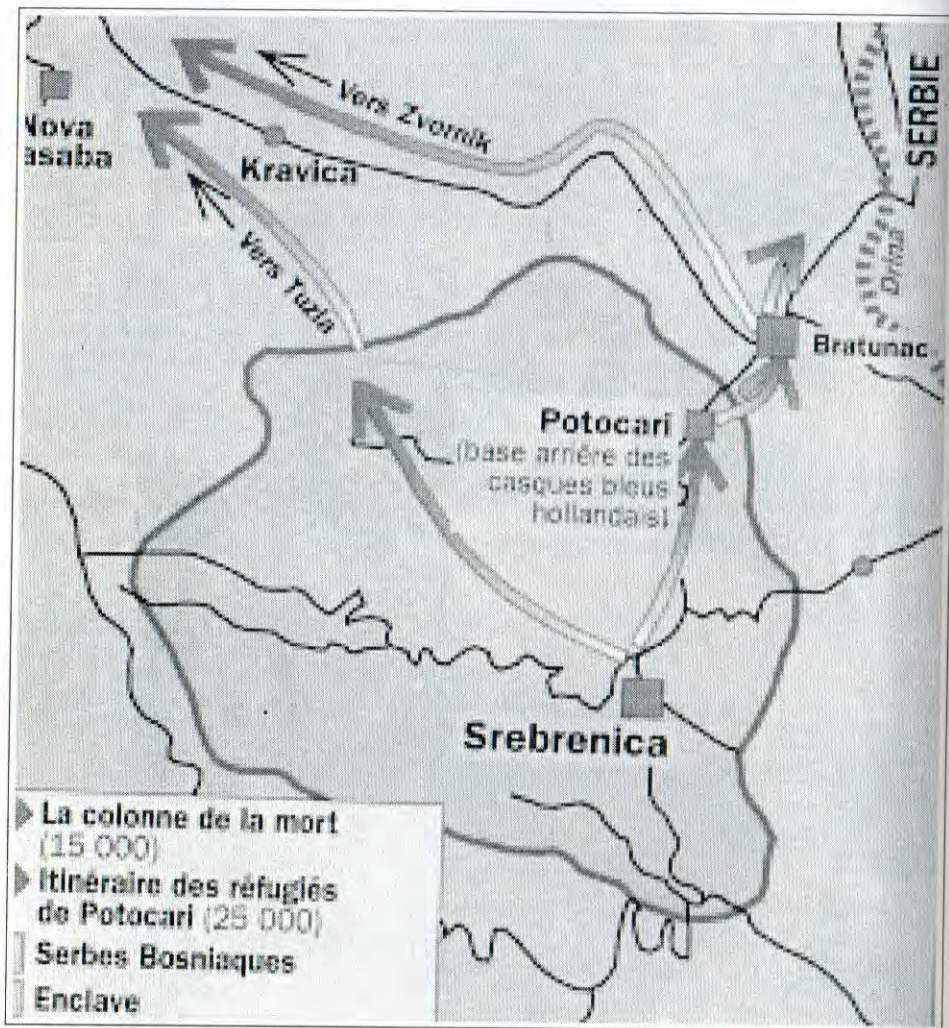 SERBIE
Vers Zvornik
Nova
asaba
Kravica
Drina
Vers Tuzla
Bratunac
Potocari
(base arrière des
casques bleus
hollandais)
Srebrenica
La colonne de la mort
(15 000)
Itinéraire des réfugiés
de Potocari (25 000)
Serbes Bosniaques
Enclave